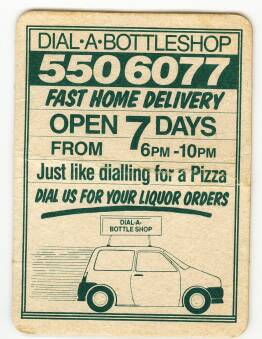 DIAL·A·BOTTLESHOP
550 6077
FAST HOME DELIVERY
OPEN 7 DAYS
FROM 6PM -10PM
Just like dialling for a Pizza
DIAL US FOR YOUR LIQUOR ORDERS
DIAL-A-
BOTTLE SHOP